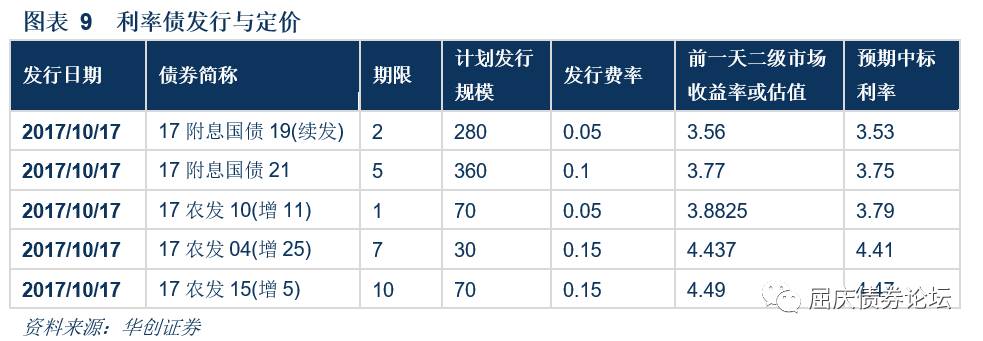 图表 9 利率债发行与定价
发行日期 债券简称 期限 计划发行规模 发行费率 前一天二级市场收益率或估值 预期中标利率
2017/10/17 17 附息国债 19(续发) 2 280 0.05 3.56 3.53
2017/10/17 17 附息国债 21 5 360 0.1 3.77 3.75
2017/10/17 17 农发 10(增 11) 1 70 0.05 3.8825 3.79
2017/10/17 17 农发 04(增 25) 7 30 0.15 4.437 4.41
2017/10/17 17 农发 15(增 5) 10 70 0.15 4.49 4.47
资料来源：华创证券
屈庆债券论坛